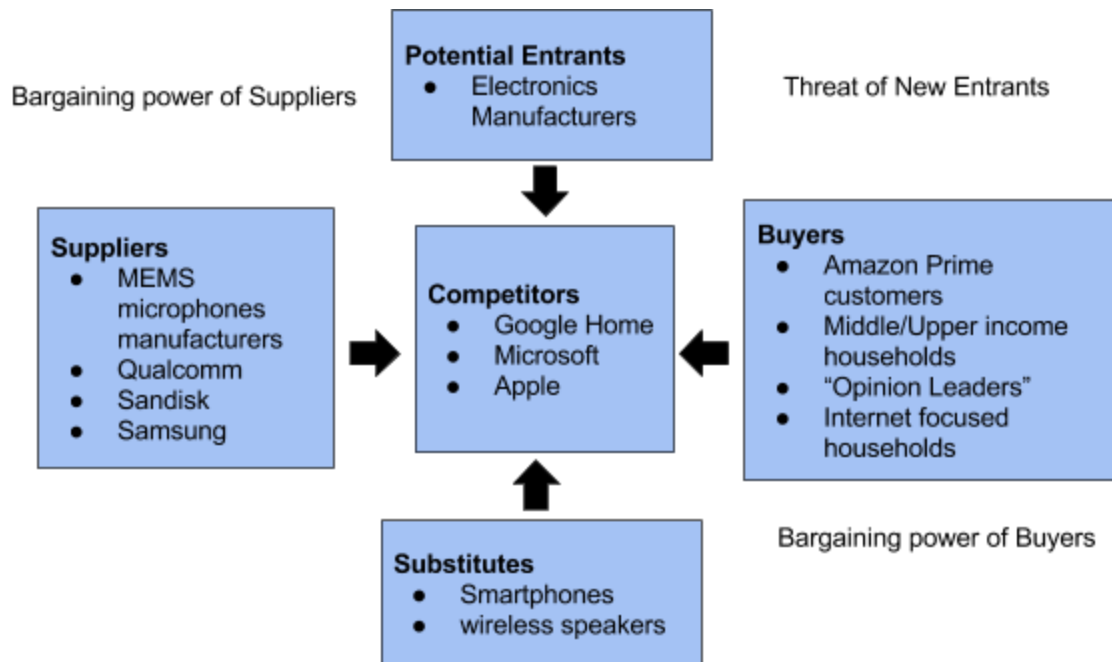 Potential Entrants
● Electronics
Manufacturers
Bargaining power of Suppliers
Threat of New Entrants
Suppliers
● MEMS
microphones
manufacturers
● Qualcomm
● Sandisk
● Samsung
Competitors
● Google Home
● Microsoft
● Apple
Buyers
● Amazon Prime
customers
● Middle/Upper income
households
● “Opinion Leaders”
● Internet focused
households
Bargaining power of Buyers
Substitutes
● Smartphones
● wireless speakers